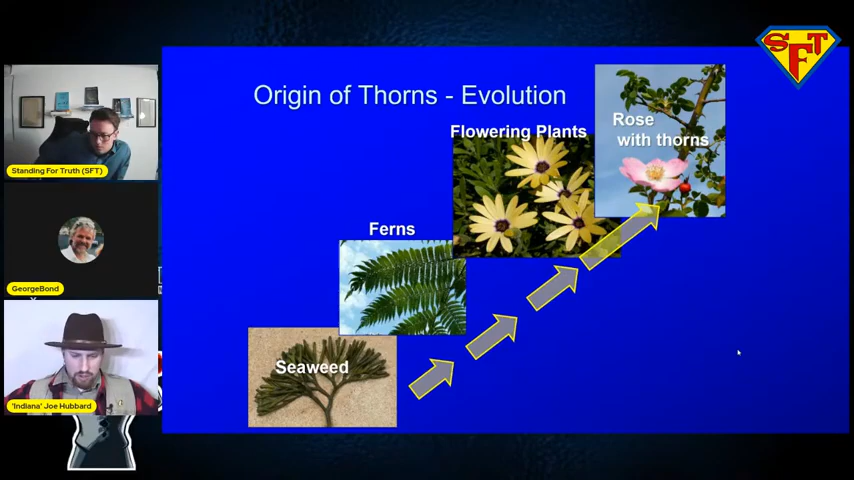 SFT
Origin of Thorns - Evolution
Rose
with thorns
Flowering Plants
Ferns
Seaweed
Standing For Truth (SFT)
GeorgeBond
'Indiana' Joe Hubbard